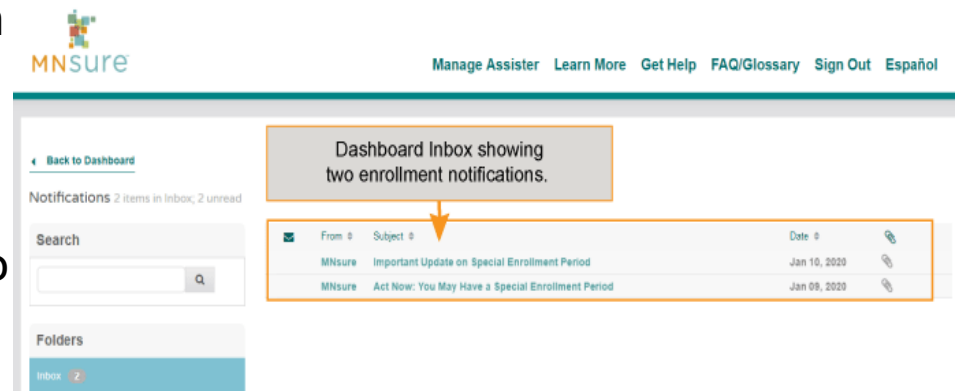 MNsure
Manage Assister Learn More Get Help FAQ/Glossary Sign Out Español
Back to Dashboard
Notifications 2 items in Inbox; 2 unread
Dashboard Inbox showing
two enrollment notifications.
Search
From Subject Date
MNsure Important Update on Special Enrollment Period Jan 10, 2020
MNsure Act Now: You May Have a Special Enrollment Period Jan 09, 2020
Folders
Inbox 2